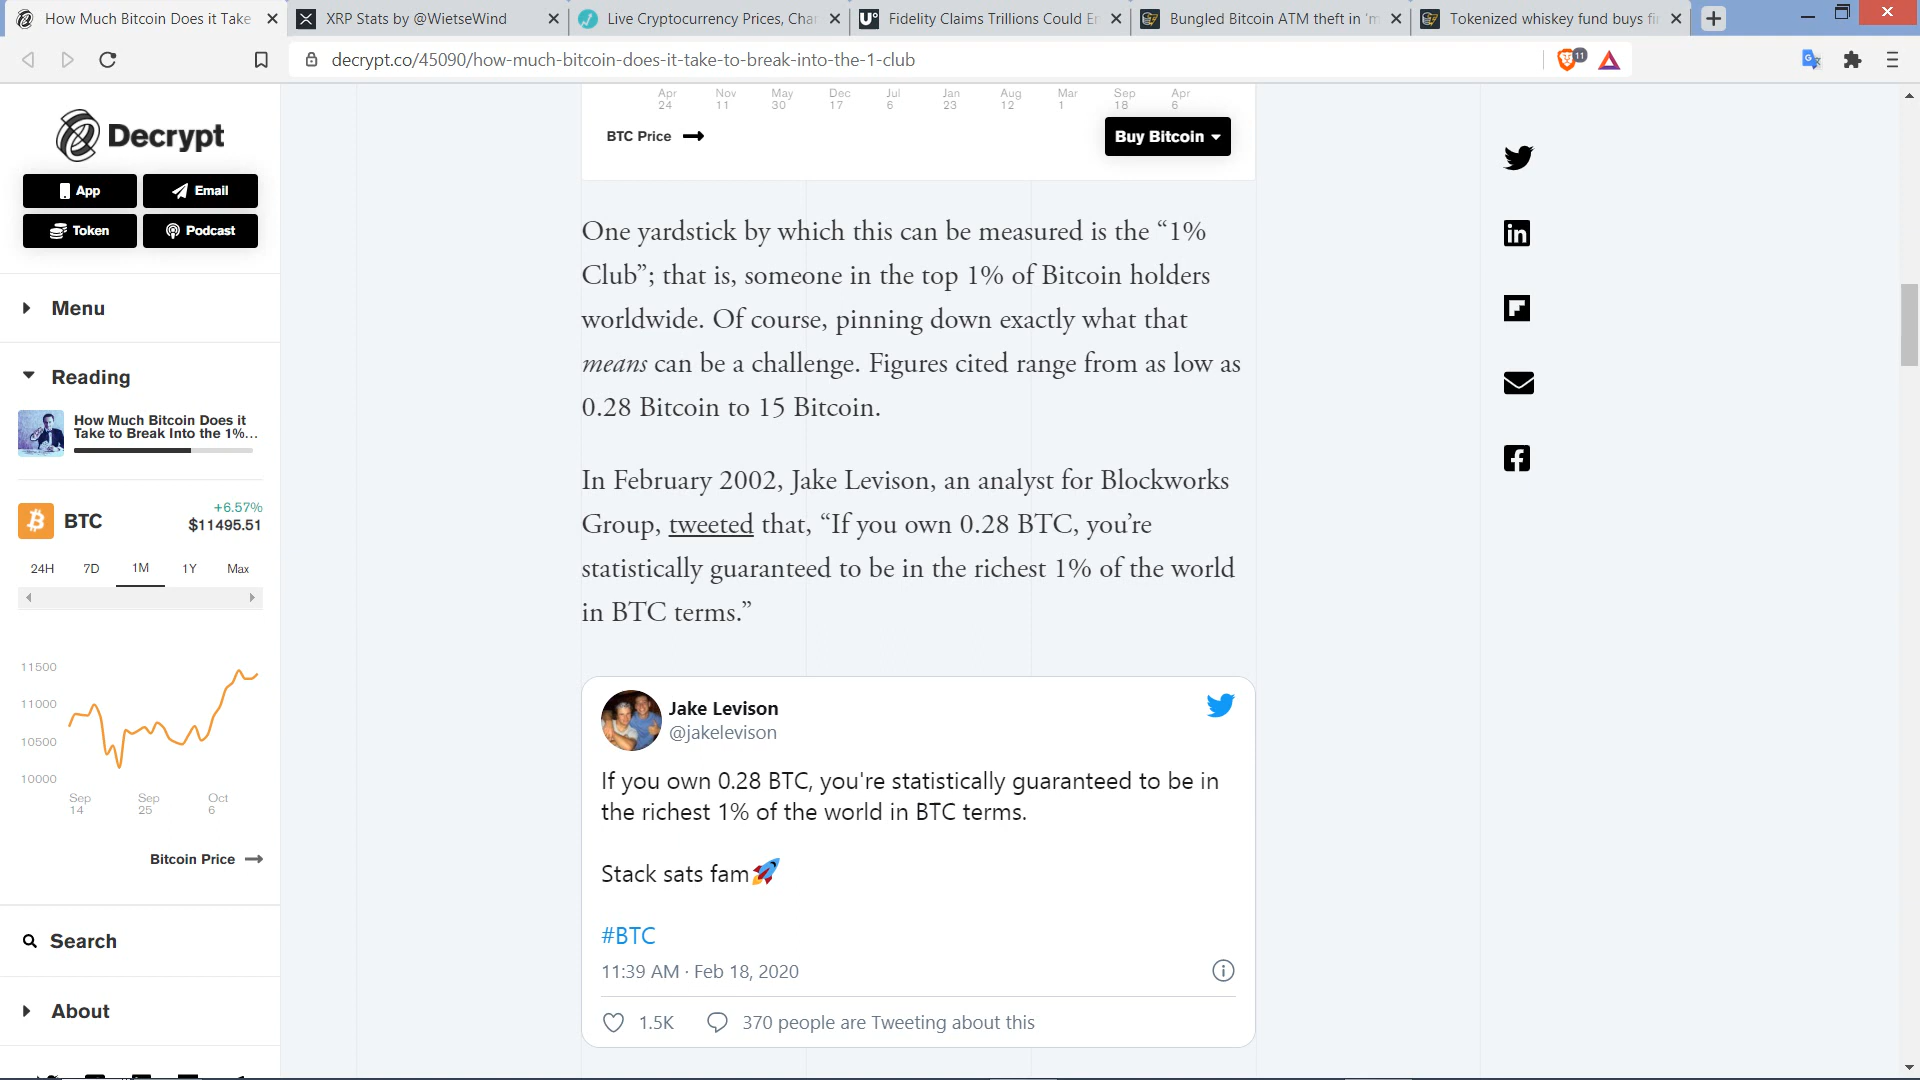 How Much Bitcoin Does it Take
XRP Stats by @WietseWind
Live Cryptocurrency Prices, Char
Fidelity Claims Trillions Could
Bungled Bitcoin ATM theft in 'm
Tokenized whiskey fund buys fir
decrypt.co/45090/how-much-bitcoin-does-it-take-to-break-into-the-1-club
11
Decrypt
App
Email
Token
Podcast
Menu
Reading
How Much Bitcoin Does it
Take to Break Into the 1%...
BTC
+6.57%
$11495.51
24H 7D 1M 1Y Max
11500
11000
10500
10000
Sep 14
Sep 25
Oct 6
Bitcoin Price
Search
About
Apr 24
Nov 11
May 30
Dec 17
Jul 6
Jan 23
Aug 12
Mar 1
Sep 18
Apr 6
BTC Price
Buy Bitcoin
One yardstick by which this can be measured is the “1%
Club”; that is, someone in the top 1% of Bitcoin holders
worldwide. Of course, pinning down exactly what that
means can be a challenge. Figures cited range from as low as
0.28 Bitcoin to 15 Bitcoin.
In February 2002, Jake Levison, an analyst for Blockworks
Group, tweeted that, “If you own 0.28 BTC, you’re
statistically guaranteed to be in the richest 1% of the world
in BTC terms.”
Jake Levison
@jakelevison
If you own 0.28 BTC, you're statistically guaranteed to be in
the richest 1% of the world in BTC terms.
Stack sats fam
#BTC
11:39 AM · Feb 18, 2020
1.5K
370 people are Tweeting about this